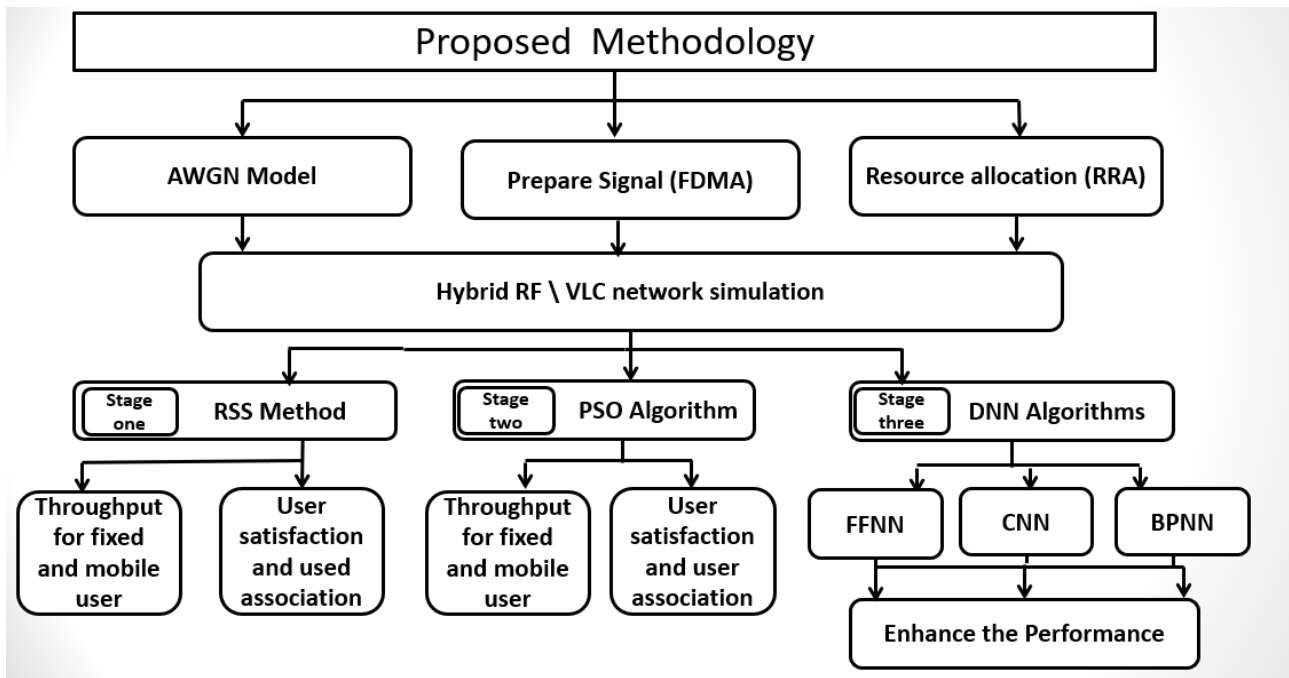 Proposed Methodology
AWGN Model
Prepare Signal (FDMA)
Resource allocation (RRA)
Hybrid RF \ VLC network simulation
Stage
one
RSS Method
Stage
two
PSO Algorithm
Stage
three
DNN Algorithms
Throughput
for fixed
and mobile
user
User
satisfaction
and used
association
Throughput
for fixed
and mobile
user
User
satisfaction
and user
association
FFNN
CNN
BPNN
Enhance the Performance